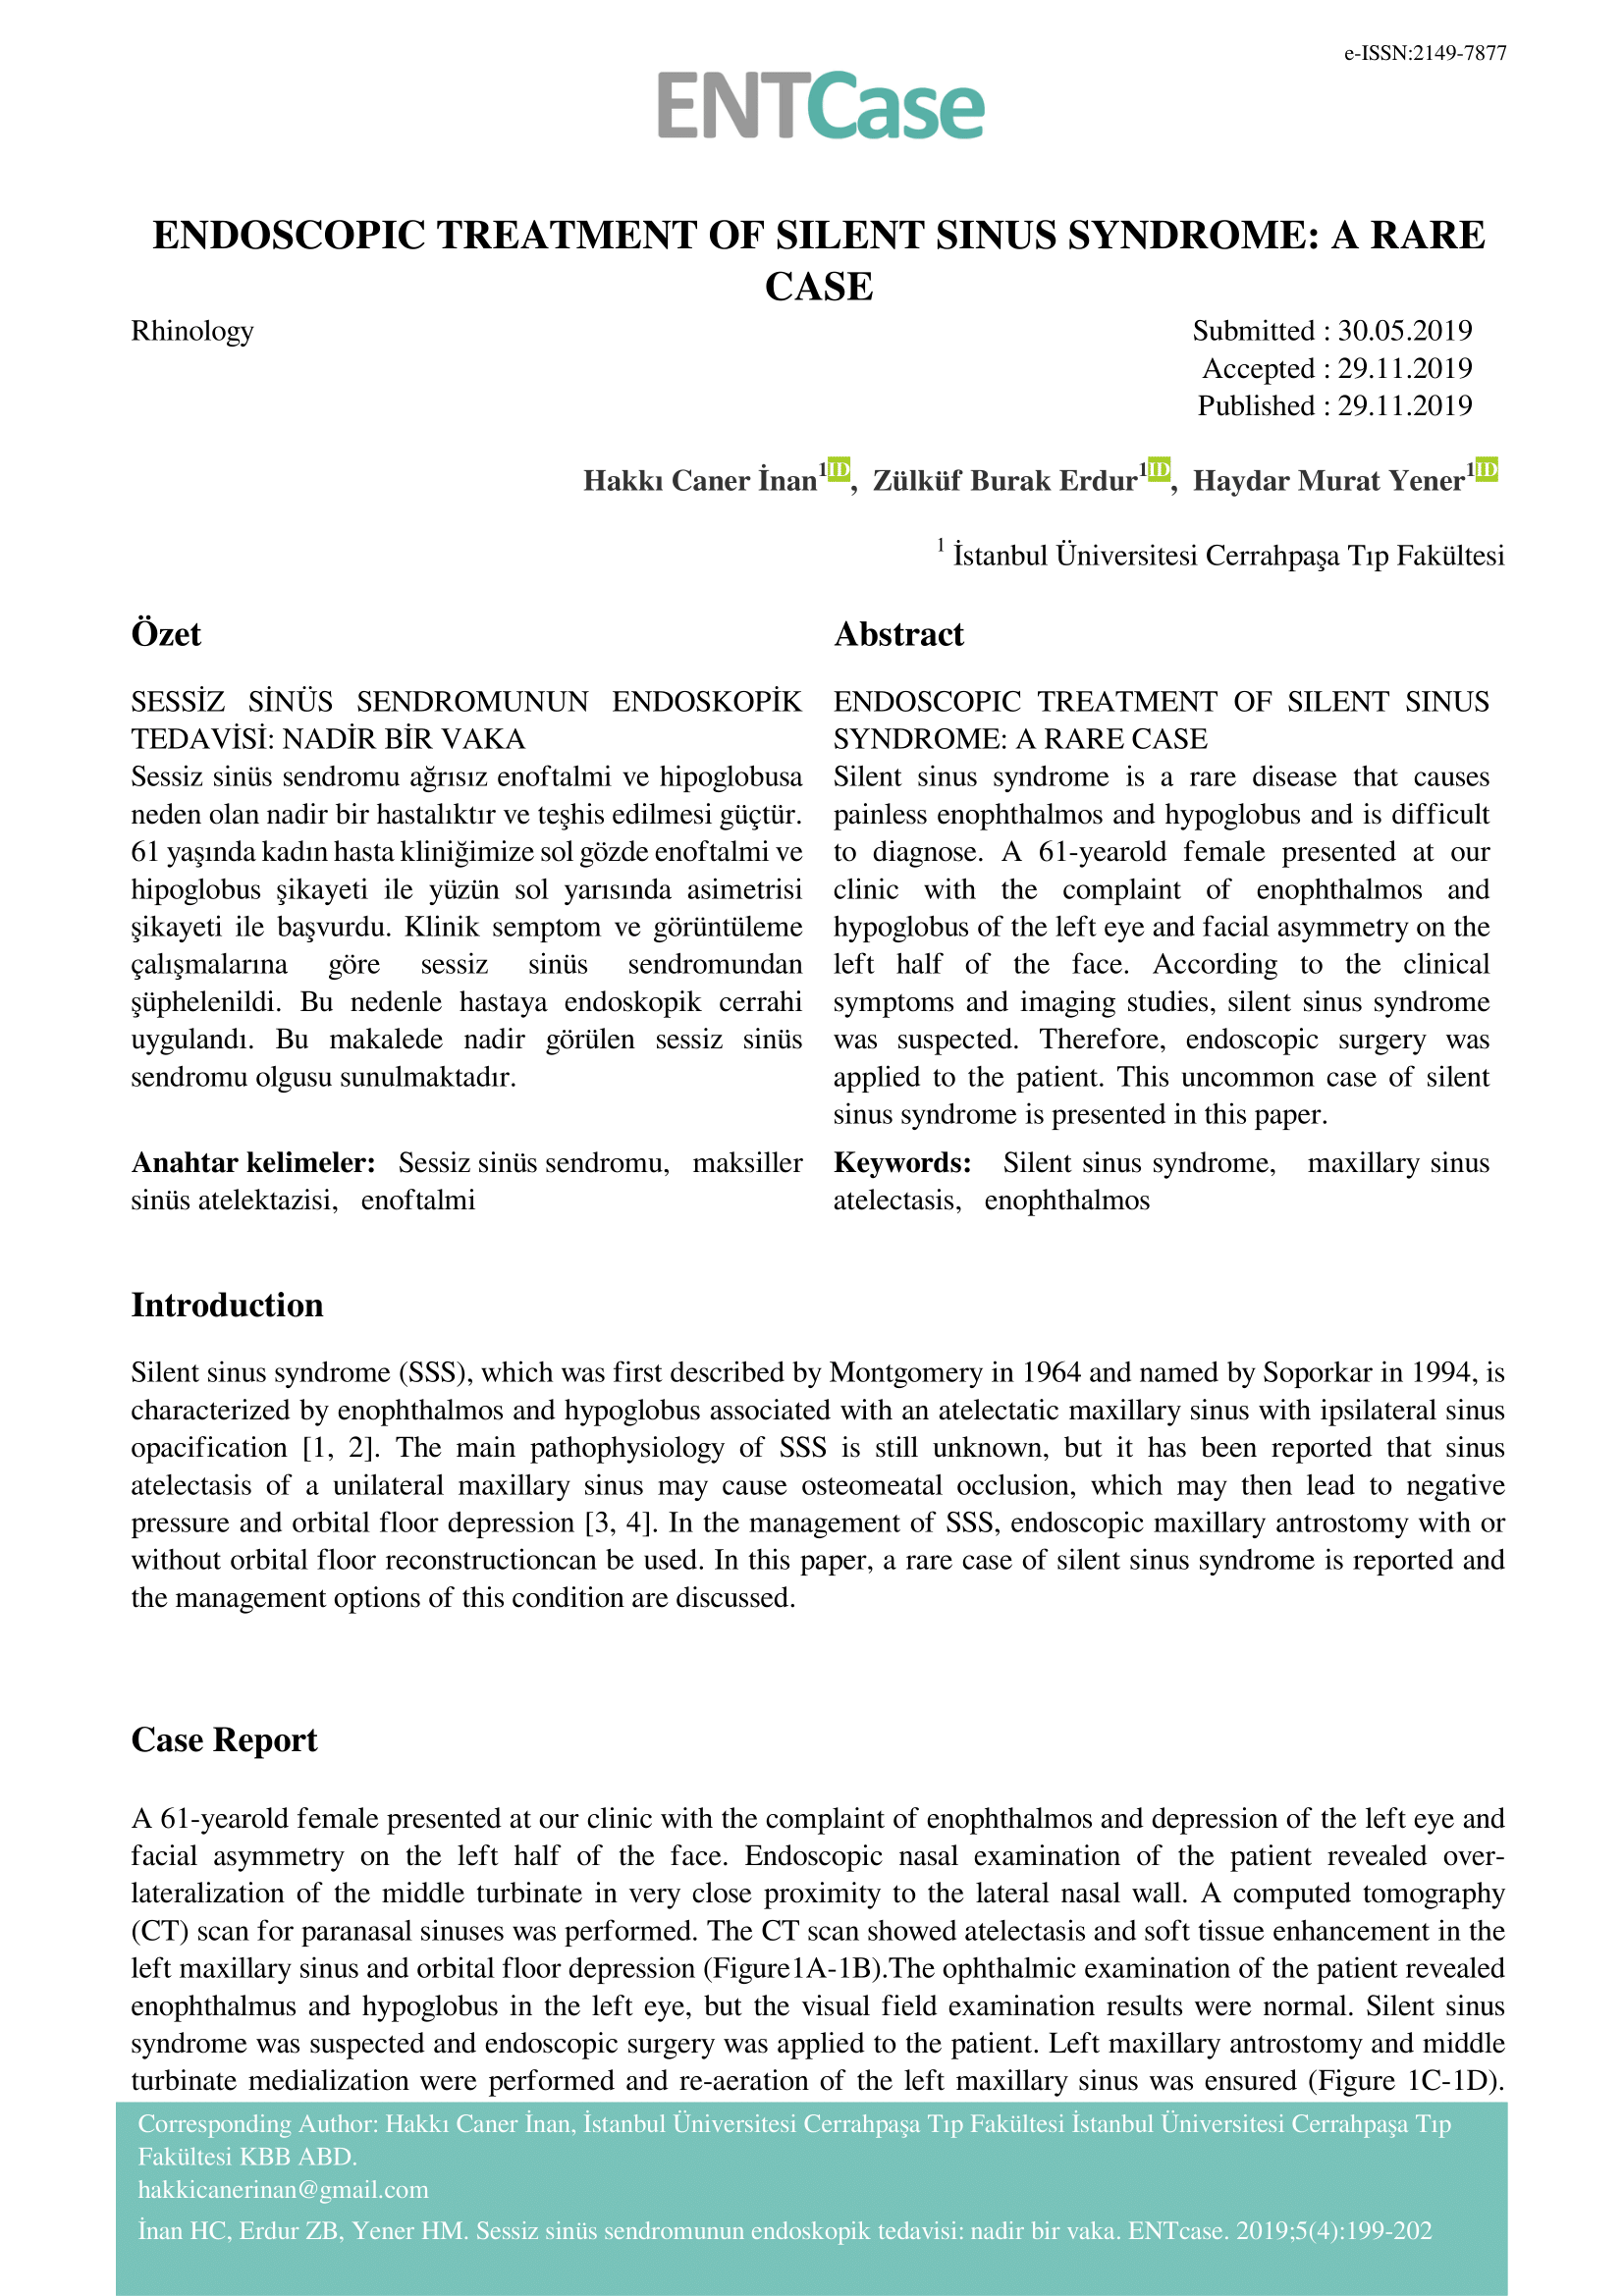 e-ISSN:2149-7877
ENTCase
ENDOSCOPIC TREATMENT OF SILENT SINUS SYNDROME: A RARE
CASE
Rhinology
Submitted : 30.05.2019
Accepted : 29.11.2019
Published : 29.11.2019
Hakkı Caner İnan1ID, Zülküf Burak Erdur1ID, Haydar Murat Yener1ID
1 İstanbul Üniversitesi Cerrahpaşa Tıp Fakültesi
Özet
SESSİZ SİNÜS SENDROMUNUN ENDOSKOPİK
TEDAVİSİ: NADİR BİR VAKA
Sessiz sinüs sendromu ağrısız enoftalmi ve hipoglobusa
neden olan nadir bir hastalıktır ve teşhis edilmesi güçtür.
61 yaşında kadın hasta kliniğimize sol gözde enoftalmi ve
hipoglobus şikayeti ile yüzün sol yarısında asimetrisi
şikayeti ile başvurdu. Klinik semptom ve görüntüleme
çalışmalarına göre sessiz sinüs sendromundan
şüphelenildi. Bu nedenle hastaya endoskopik cerrahi
uygulandı. Bu makalede nadir görülen sessiz sinüs
sendromu olgusu sunulmaktadır.
Anahtar kelimeler: Sessiz sinüs sendromu, maksiller
sinüs atelektazisi, enoftalmi
Abstract
ENDOSCOPIC TREATMENT OF SILENT SINUS
SYNDROME: A RARE CASE
Silent sinus syndrome is a rare disease that causes
painless enophthalmos and hypoglobus and is difficult
to diagnose. A 61-yearold female presented at our
clinic with the complaint of enophthalmos and
hypoglobus of the left eye and facial asymmetry on the
left half of the face. According to the clinical
symptoms and imaging studies, silent sinus syndrome
was suspected. Therefore, endoscopic surgery was
applied to the patient. This uncommon case of silent
sinus syndrome is presented in this paper.
Keywords: Silent sinus syndrome, maxillary sinus
atelectasis, enophthalmos
Introduction
Silent sinus syndrome (SSS), which was first described by Montgomery in 1964 and named by Soporkar in 1994, is
characterized by enophthalmos and hypoglobus associated with an atelectatic maxillary sinus with ipsilateral sinus
opacification [1, 2]. The main pathophysiology of SSS is still unknown, but it has been reported that sinus
atelectasis of a unilateral maxillary sinus may cause osteomeatal occlusion, which may then lead to negative
pressure and orbital floor depression [3, 4]. In the management of SSS, endoscopic maxillary antrostomy with or
without orbital floor reconstructioncan be used. In this paper, a rare case of silent sinus syndrome is reported and
the management options of this condition are discussed.
Case Report
A 61-yearold female presented at our clinic with the complaint of enophthalmos and depression of the left eye and
facial asymmetry on the left half of the face. Endoscopic nasal examination of the patient revealed over-
lateralization of the middle turbinate in very close proximity to the lateral nasal wall. A computed tomography
(CT) scan for paranasal sinuses was performed. The CT scan showed atelectasis and soft tissue enhancement in the
left maxillary sinus and orbital floor depression (Figure1A-1B).The ophthalmic examination of the patient revealed
enophthalmus and hypoglobus in the left eye, but the visual field examination results were normal. Silent sinus
syndrome was suspected and endoscopic surgery was applied to the patient. Left maxillary antrostomy and middle
turbinate medialization were performed and re-aeration of the left maxillary sinus was ensured (Figure 1C-1D).
Corresponding Author: Hakkı Caner İnan, İstanbul Üniversitesi Cerrahpaşa Tıp Fakültesi İstanbul Üniversitesi Cerrahpaşa Tıp
Fakültesi KBB ABD.
hakkicanerinan@gmail.com
İnan HC, Erdur ZB, Yener HM. Sessiz sinüs sendromunun endoskopik tedavisi: nadir bir vaka. ENTcase. 2019;5(4):199-202